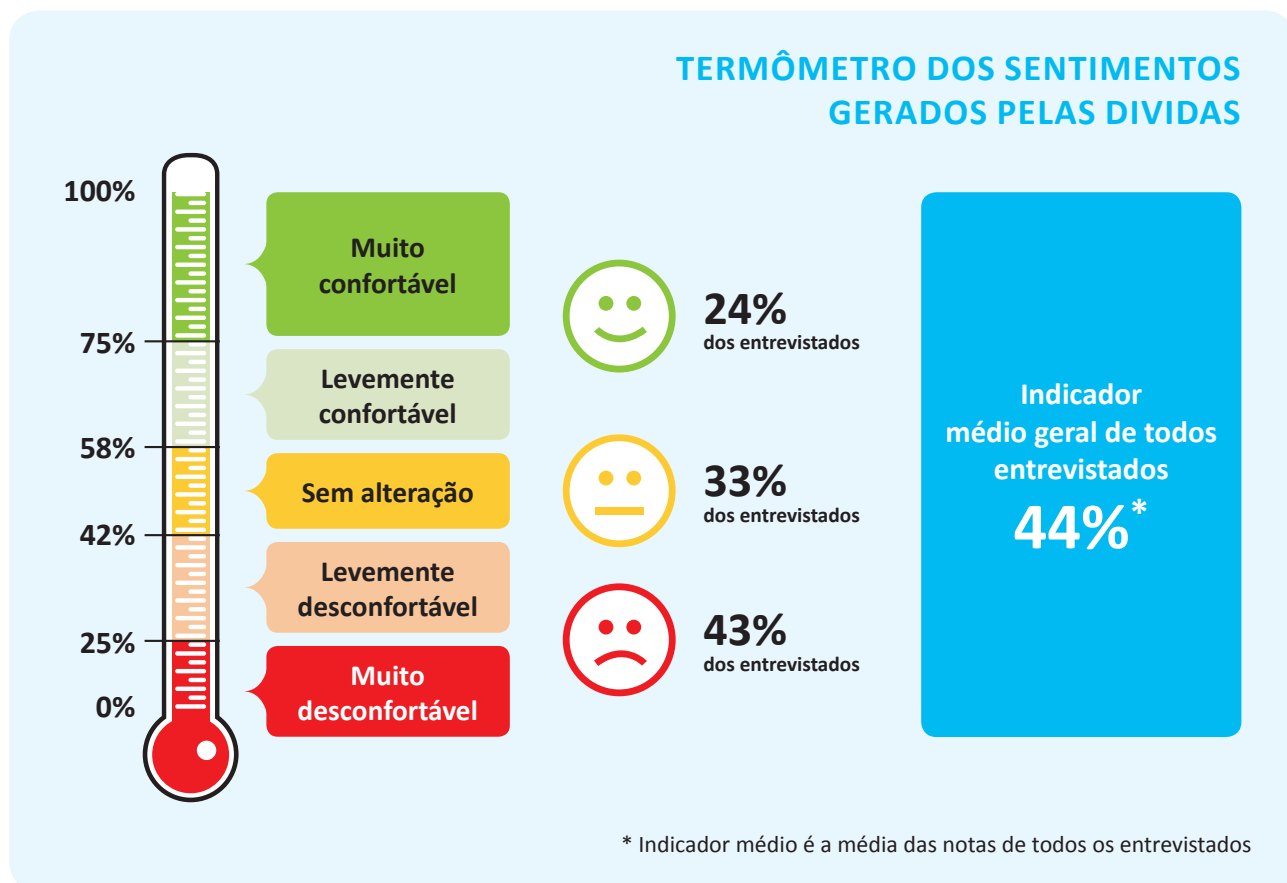 TERMÔMETRO DOS SENTIMENTOS
GERADOS PELAS DIVIDAS
100%
75%
58%
42%
25%
0%
Muito
confortável
Levemente
confortável
Sem alteração
Levemente
desconfortável
Muito
desconfortável
24%
dos entrevistados
33%
dos entrevistados
43%
dos entrevistados
Indicador
médio geral de todos
entrevistados
44%*
* Indicador médio é a média das notas de todos os entrevistados